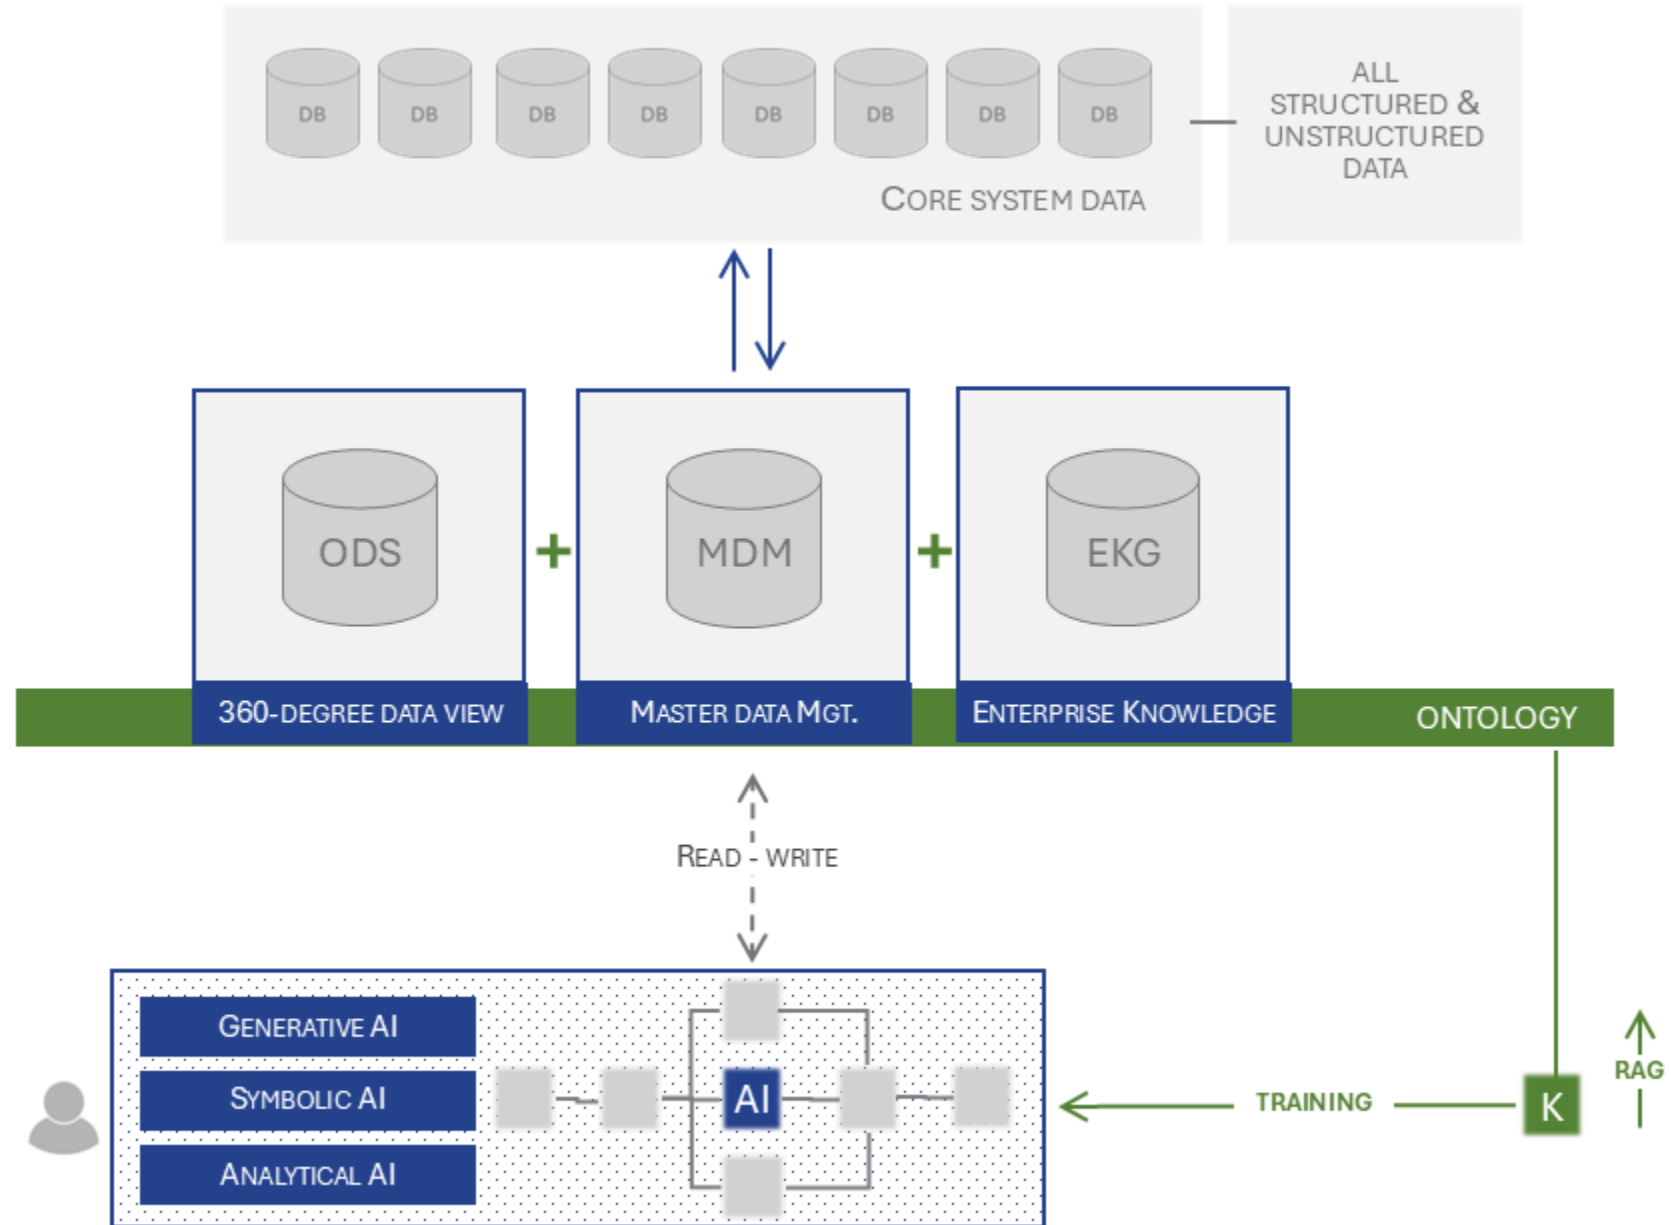 DB
DB
DB
DB
DB
DB
DB
DB
CORE SYSTEM DATA
ALL
STRUCTURED &
UNSTRUCTURED
DATA
ODS
+
MDM
+
EKG
360-DEGREE DATA VIEW
MASTER DATA MGT.
ENTERPRISE KNOWLEDGE
ONTOLOGY
READ - WRITE
GENERATIVE AI
SYMBOLIC AI
ANALYTICAL AI
AI
TRAINING
K
RAG